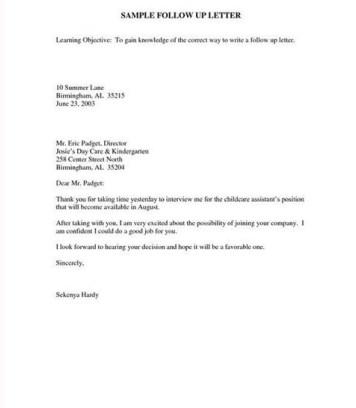 SAMPLE FOLLOW UP LETTER
Learning Objective: To gain knowledge of the correct way to write a follow up letter.
10 Summer Lane
Birmingham, AL 35215
June 23, 2003
Mr. Eric Padget, Director
Josie's Day Care & Kindergarten
258 Center Street North
Birmingham, AL 35204
Dear Mr. Padget:
Thank you for taking time yesterday to interview me for the childcare assistant's position
that will become available in August.
After taking with you, I am very excited about the possibility of joining your company. I
am confident I could do a good job for you.
I look forward to hearing your decision and hope it will be a favorable one.
Sincerely,
Sekenya Hardy